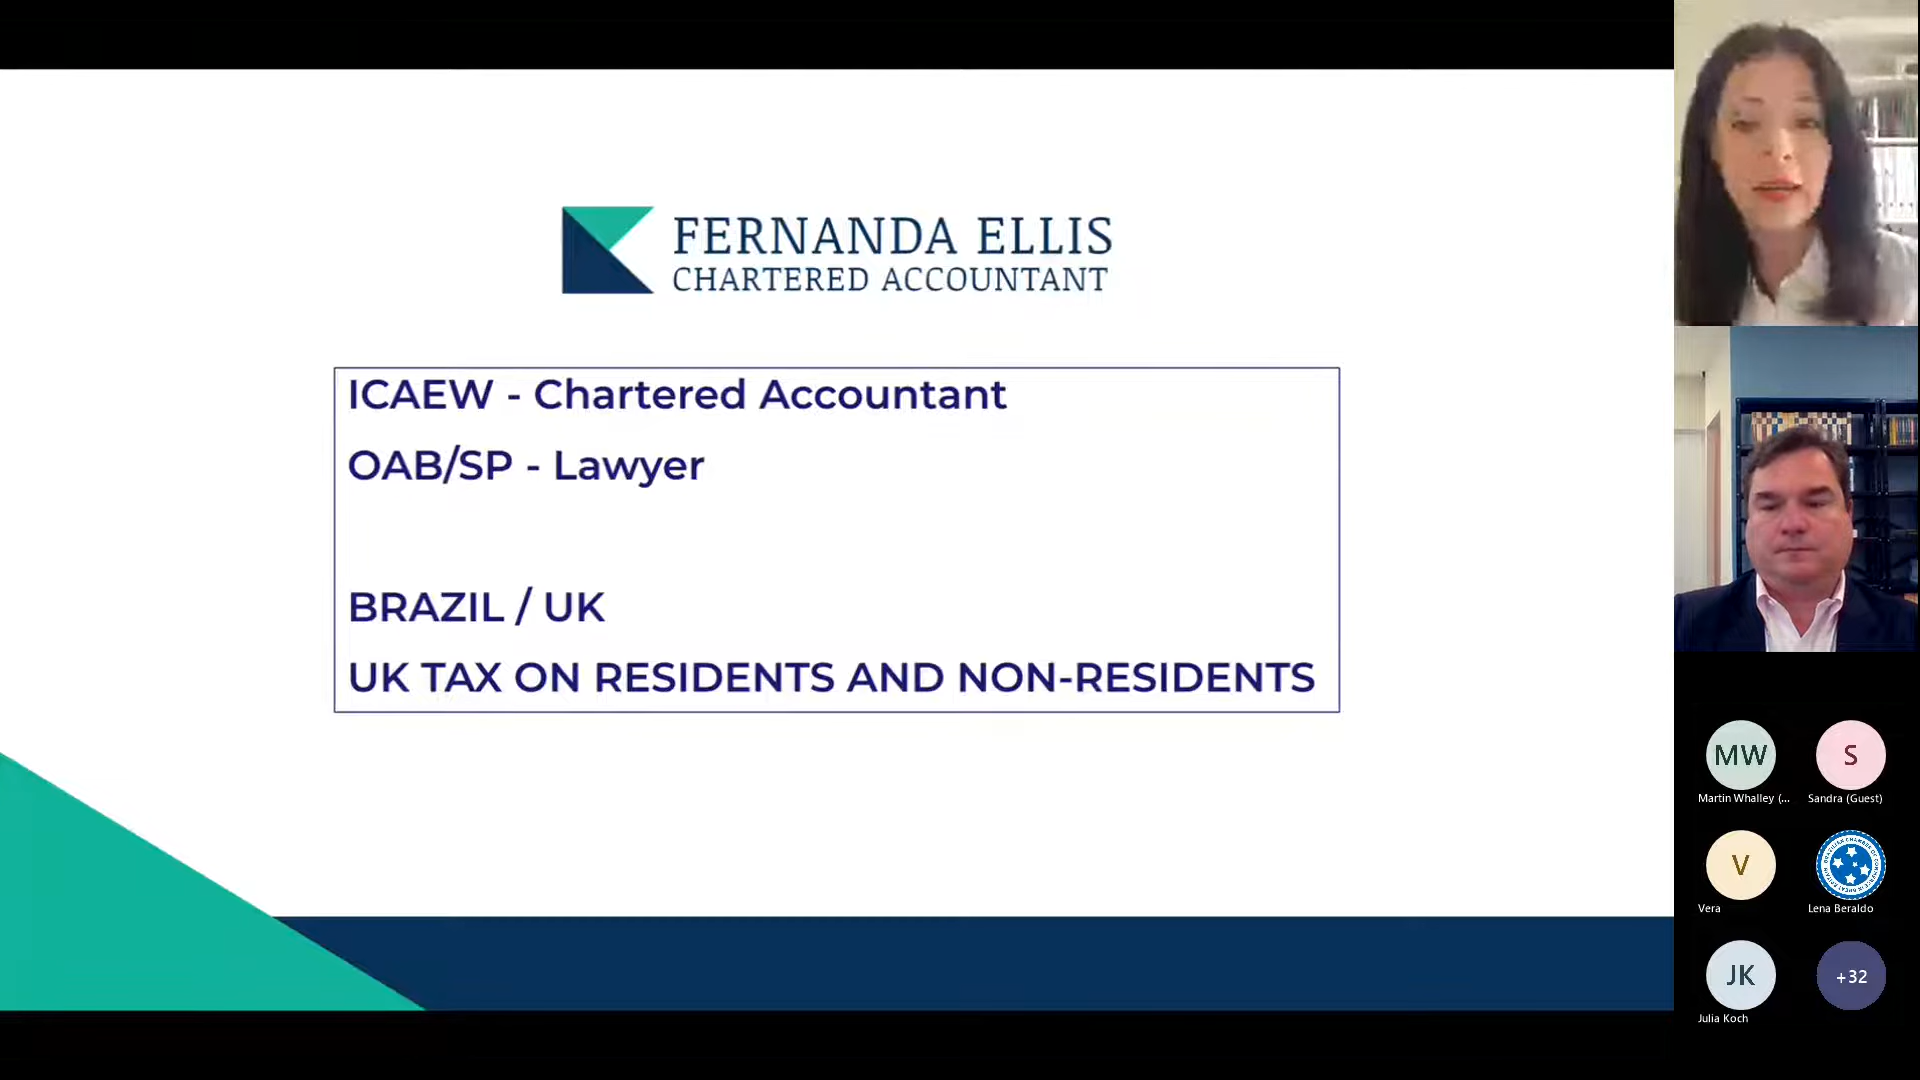 FERNANDA ELLIS
CHARTERED ACCOUNTANT
ICAEW - Chartered Accountant
OAB/SP - Lawyer
BRAZIL / UK
UK TAX ON RESIDENTS AND NON-RESIDENTS
MW
Martin Whalley (...
S
Sandra (Guest)
V
Vera
Lena Beraldo
JK
Julia Koch
+32